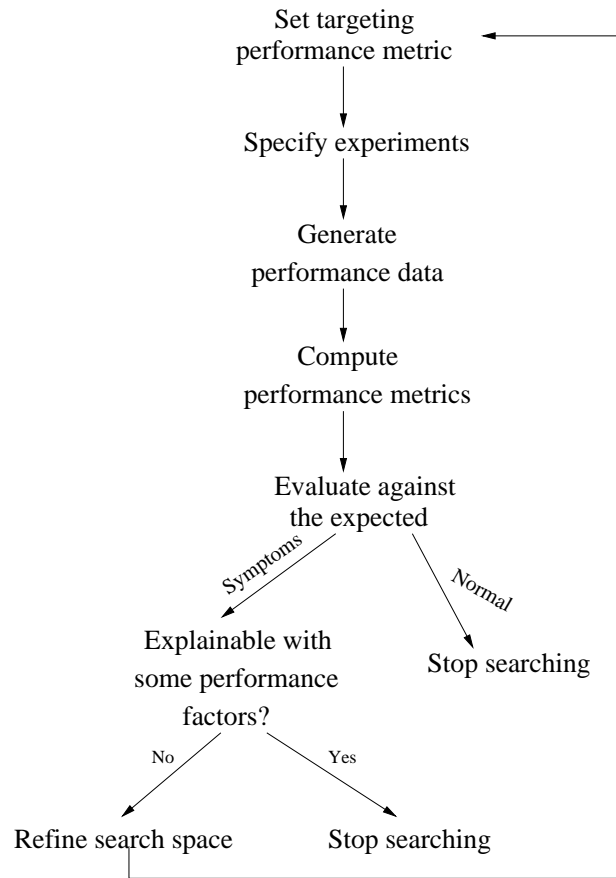 Set targeting
performance metric
Specify experiments
Generate
performance data
Compute
performance metrics
Evaluate against
the expected
Symptoms
Normal
Explainable with
some performance
factors?
Stop searching
No
Yes
Refine search space
Stop searching